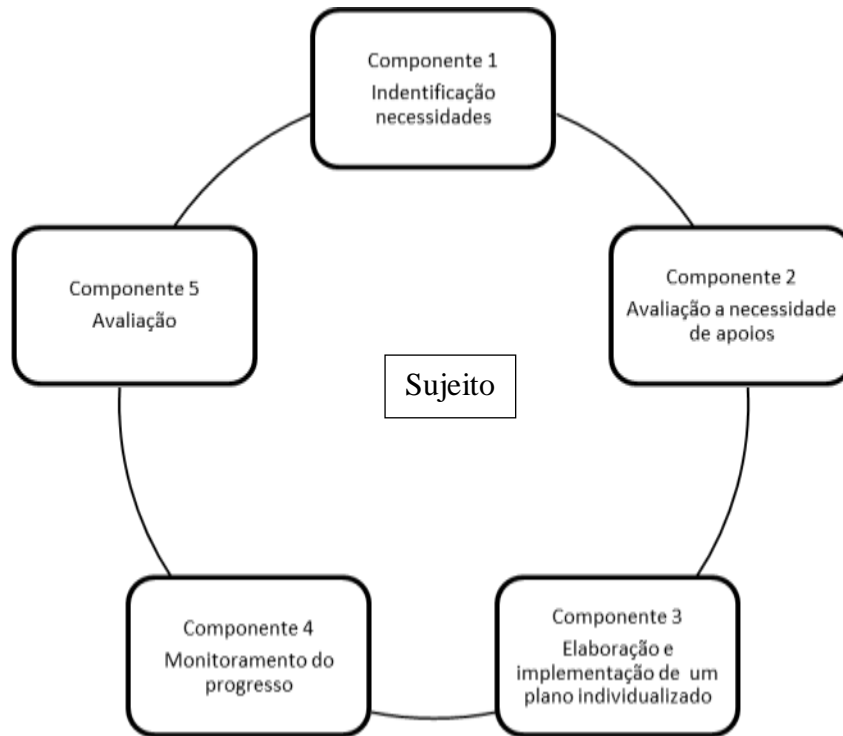 Componente 1
Indentificação
necessidades
Componente 2
Avaliação a necessidade
de apoios
Componente 3
Elaboração e
implementação de um
plano individualizado
Componente 4
Monitoramento do
progresso
Componente 5
Avaliação
Sujeito